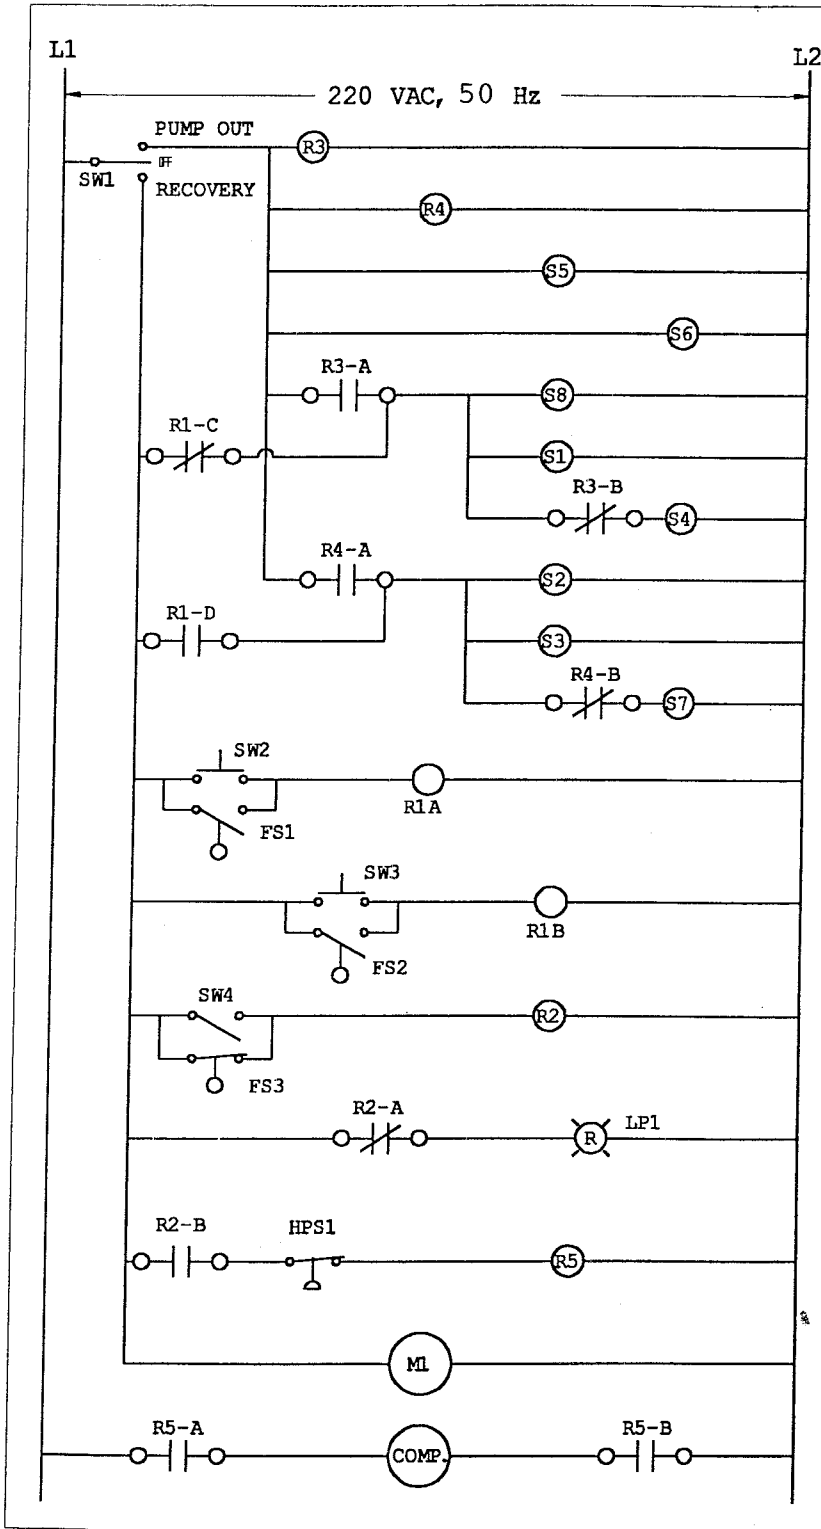 L1
L2
220 VAC, 50 Hz
PUMP OUT
R3
OFF
SW1
RECOVERY
R4
S5
S6
R3-A
S8
R1-C
S1
R3-B
S4
R4-A
S2
R1-D
S3
R4-B
S7
SW2
R1A
FS1
SW3
R1B
FS2
SW4
R2
FS3
R2-A
LP1
R
R2-B
HPS1
R5
M1
R5-A
R5-B
COMP.